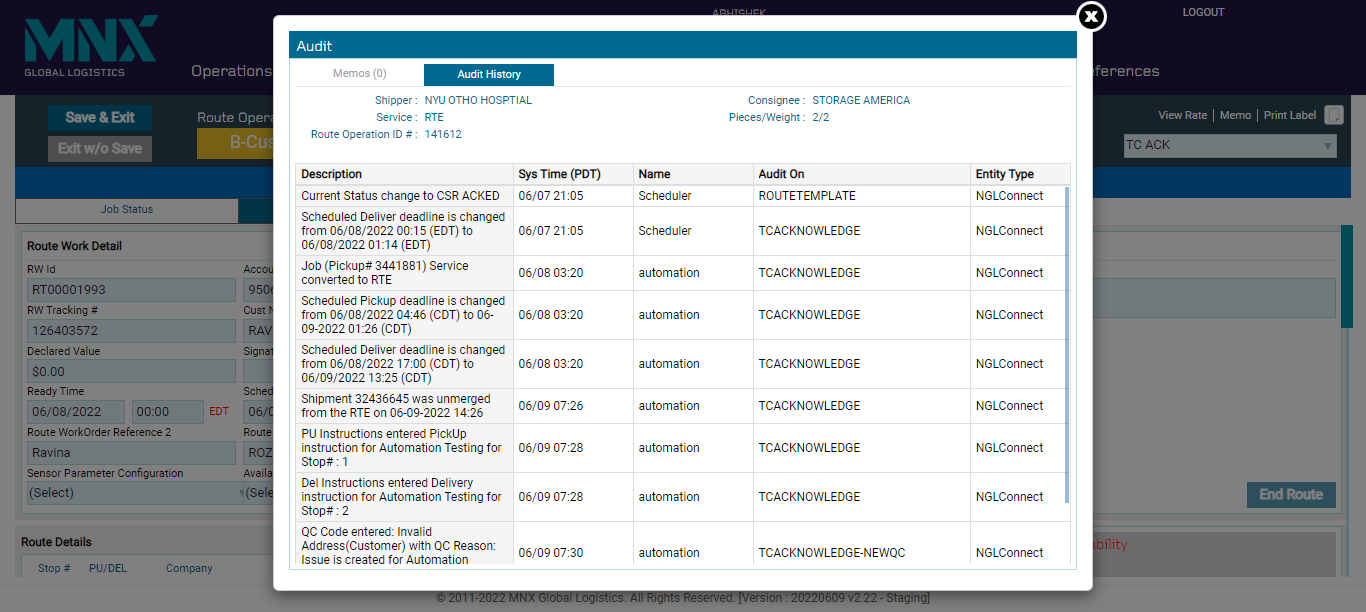 MNX
GLOBAL LOGISTICS
ABHISHEK
LOGOUT
Operations
Save & Exit
Exit w/o Save
Route Opera
B-Cus
View Rate | Memo | Print Label
TC ACK
Job Status
Route Work Detail
RW Id
Accou
RT00001993
9506
RW Tracking #
Cust N
126403572
RAV
Declared Value
Signat
$0.00
Ready Time
Sched
06/08/2022
00:00
EDT
06/0
Route WorkOrder Reference 2
Route
Ravina
ROZ
Sensor Parameter Configuration
Availa
(Select)
(Sele
End Route
Route Details
Stop #
PU/DEL
Company
bility
Audit
Memos (0)
Audit History
Shipper : NYU OTHO HOSPTIAL
Consignee : STORAGE AMERICA
Service : RTE
Pieces/Weight : 2/2
Route Operation ID # : 141612
Description
Sys Time (PDT)
Name
Audit On
Entity Type
Current Status change to CSR ACKED
06/07 21:05
Scheduler
ROUTETEMPLATE
NGLConnect
Scheduled Deliver deadline is changed
from 06/08/2022 00:15 (EDT) to
06/08/2022 01:14 (EDT)
06/07 21:05
Scheduler
TCACKNOWLEDGE
NGLConnect
Job (Pickup# 3441881) Service
converted to RTE
06/08 03:20
automation
TCACKNOWLEDGE
NGLConnect
Scheduled Pickup deadline is changed
from 06/08/2022 04:46 (CDT) to 06-
09-2022 01:26 (CDT)
06/08 03:20
automation
TCACKNOWLEDGE
NGLConnect
Scheduled Deliver deadline is changed
from 06/08/2022 17:00 (CDT) to
06/09/2022 13:25 (CDT)
06/08 03:20
automation
TCACKNOWLEDGE
NGLConnect
Shipment 32436645 was unmerged
from the RTE on 06-09-2022 14:26
06/09 07:26
automation
TCACKNOWLEDGE
NGLConnect
PU Instructions entered PickUp
instruction for Automation Testing for
Stop# : 1
06/09 07:28
automation
TCACKNOWLEDGE
NGLConnect
Del Instructions entered Delivery
instruction for Automation Testing for
Stop# : 2
06/09 07:28
automation
TCACKNOWLEDGE
NGLConnect
QC Code entered: Invalid
Address(Customer) with QC Reason:
Issue is created for Automation
06/09 07:30
automation
TCACKNOWLEDGE-NEWQC
NGLConnect
© 2011-2022 MNX Global Logistics. All Rights Reserved. [Version : 20220609 v2.22 - Staging]